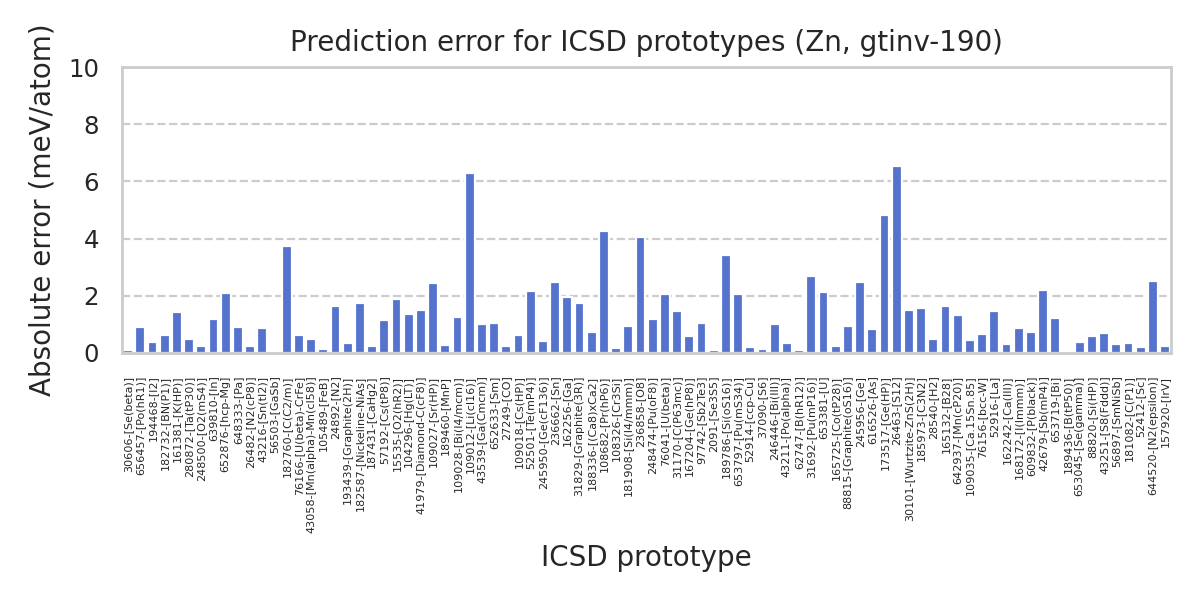 Prediction error for ICSD prototypes (Zn, gtinv-190)
Absolute error (meV/atom)
10
8
6
4
2
0
306066-[Se(beta)]
656457-[Po(hR1)]
194468-[I2]
182732-[BN(P1)]
16381-[K(HP)]
280872-[Ta(tP30)]
248500-[O2(mS4)]
639810-[In]
652876-[hcp-Mg]
64833-[Pa]
26482-[N2(cP8)]
43216-[Sn(tI2)]
56503-[GaSb]
182760-[C(C2/m)]
76166-[U(beta)-CrFe]
43058-[Mn(alpha)-Mn(cI58)]
105489-[FeB]
24892-[N2]
193439-[Graphite(2H)]
182587-[Nickeline-NiAs]
187431-[CaHg2]
57192-[Cs(tP8)]
15535-[O2(hR2)]
104296-[Hg(LT)]
41979-[Diamond-C(cF8)]
109027-[Sr(HP)]
189460-[MnP]
109028-[Bi(I4/mcm)]
109012-[Li(cI16)]
43539-[Ga(Cmcm)]
652633-[Sm]
27249-[CO]
109018-[Cs(HP)]
52501-[Te(mP4)]
245950-[Ge(cF136)]
236662-[Sn]
162256-[Ga]
31829-[Graphite(3R)]
188336-[(Ca8)xCa2]
108682-[Pr(hP6)]
108326-[Cr3Si]
181908-[Si(I4/mmm)]
236858-[O8]
248474-[Pu(oF8)]
76041-[U(beta)]
31170-[C(P63mc)]
167204-[Ge(hP8)]
97742-[Sb2Te3]
2091-[Se3S5]
189786-[Si(oS16)]
653797-[Pu(mS34)]
52914-[ccp-Cu]
37090-[S6]
246446-[Bi(III)]
43211-[Po(alpha)]
62747-[B(hR12)]
31692-[Pu(mP16)]
653381-[U]
165725-[Co(tP28)]
88815-[Graphite(oS16)]
245956-[Ge]
616526-[As]
173517-[Ge(HP)]
26463-[S12]
30101-[Wurtzite-ZnS(2H)]
185973-[C3N2]
28540-[H2]
165132-[B28]
642937-[Mn(cP20)]
109035-[Ca.15Sn.85]
76156-[bcc-W]
52916-[La]
162242-[Ca(III)]
168172-[I(Immm)]
609832-[P(black)]
42679-[Sb(mP4)]
653719-[Bi]
189436-[B(tP50)]
653045-[Se(gamma)]
88820-[Si(HP)]
43251-[S8(Fddd)]
56897-[SmNiSb]
181082-[C(P1)]
52412-[Sc]
644520-[N2(epsilon)]
157920-[IrV]
ICSD prototype